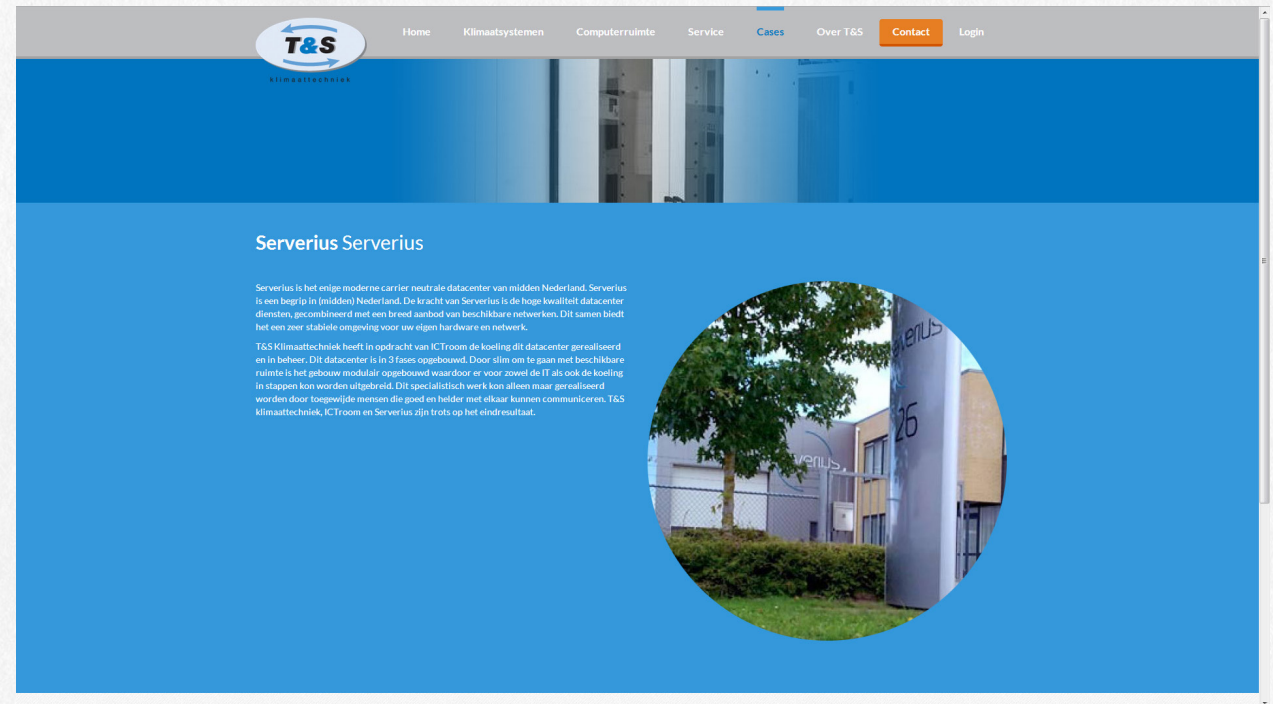 T&S
klimaattechniek
Home Klimaatsystemen Computerruimte Service Cases Over T&S Contact Login
Serverius Serverius
Serverius is het enige moderne carrier neutrale datacenter van midden Nederland. Serverius
is een begrip in (midden) Nederland. De kracht van Serverius is de hoge kwaliteit datacenter
diensten, gecombineerd met een breed aanbod van beschikbare netwerken. Dit samen biedt
het een zeer stabiele omgeving voor uw eigen hardware en netwerk.
T&S Klimaattechniek heeft in opdracht van ICTroom de koeling dit datacenter gerealiseerd
en in beheer. Dit datacenter is in 3 fases opgebouwd. Door slim om te gaan met beschikbare
ruimte is het gebouw modulair opgebouwd waardoor er voor zowel de IT als ook de koeling
in stappen kon worden uitgebreid. Dit specialistisch werk kon alleen maar gerealiseerd
worden door toegewijde mensen die goed en helder met elkaar kunnen communiceren. T&S
klimaattechniek, ICTroom en Serverius zijn trots op het eindresultaat.
erius
26
verius